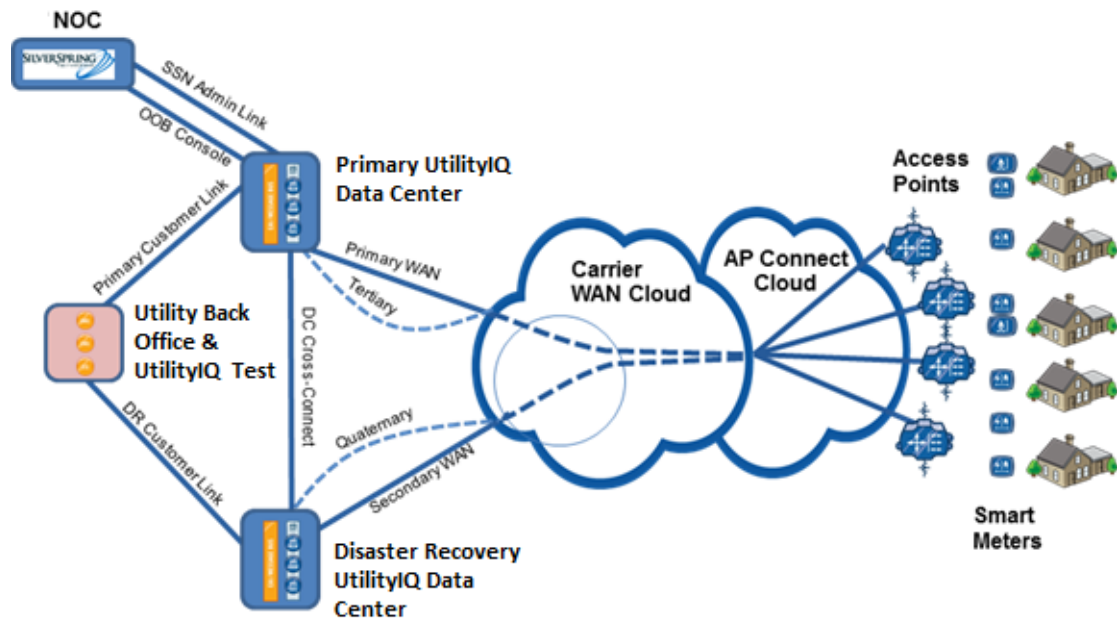 NOC
SILVERSPRING
SSN Admin Link
OOB Console
Primary UtilityIQ
Data Center
Access
Points
Primary Customer Link
Primary WAN
Tertiary
Carrier
WAN Cloud
AP Connect
Cloud
Utility Back
Office &
UtilityIQ Test
DC Cross-Connect
DR Customer Link
Quaternary
Secondary WAN
Smart
Meters
Disaster Recovery
UtilityIQ Data
Center